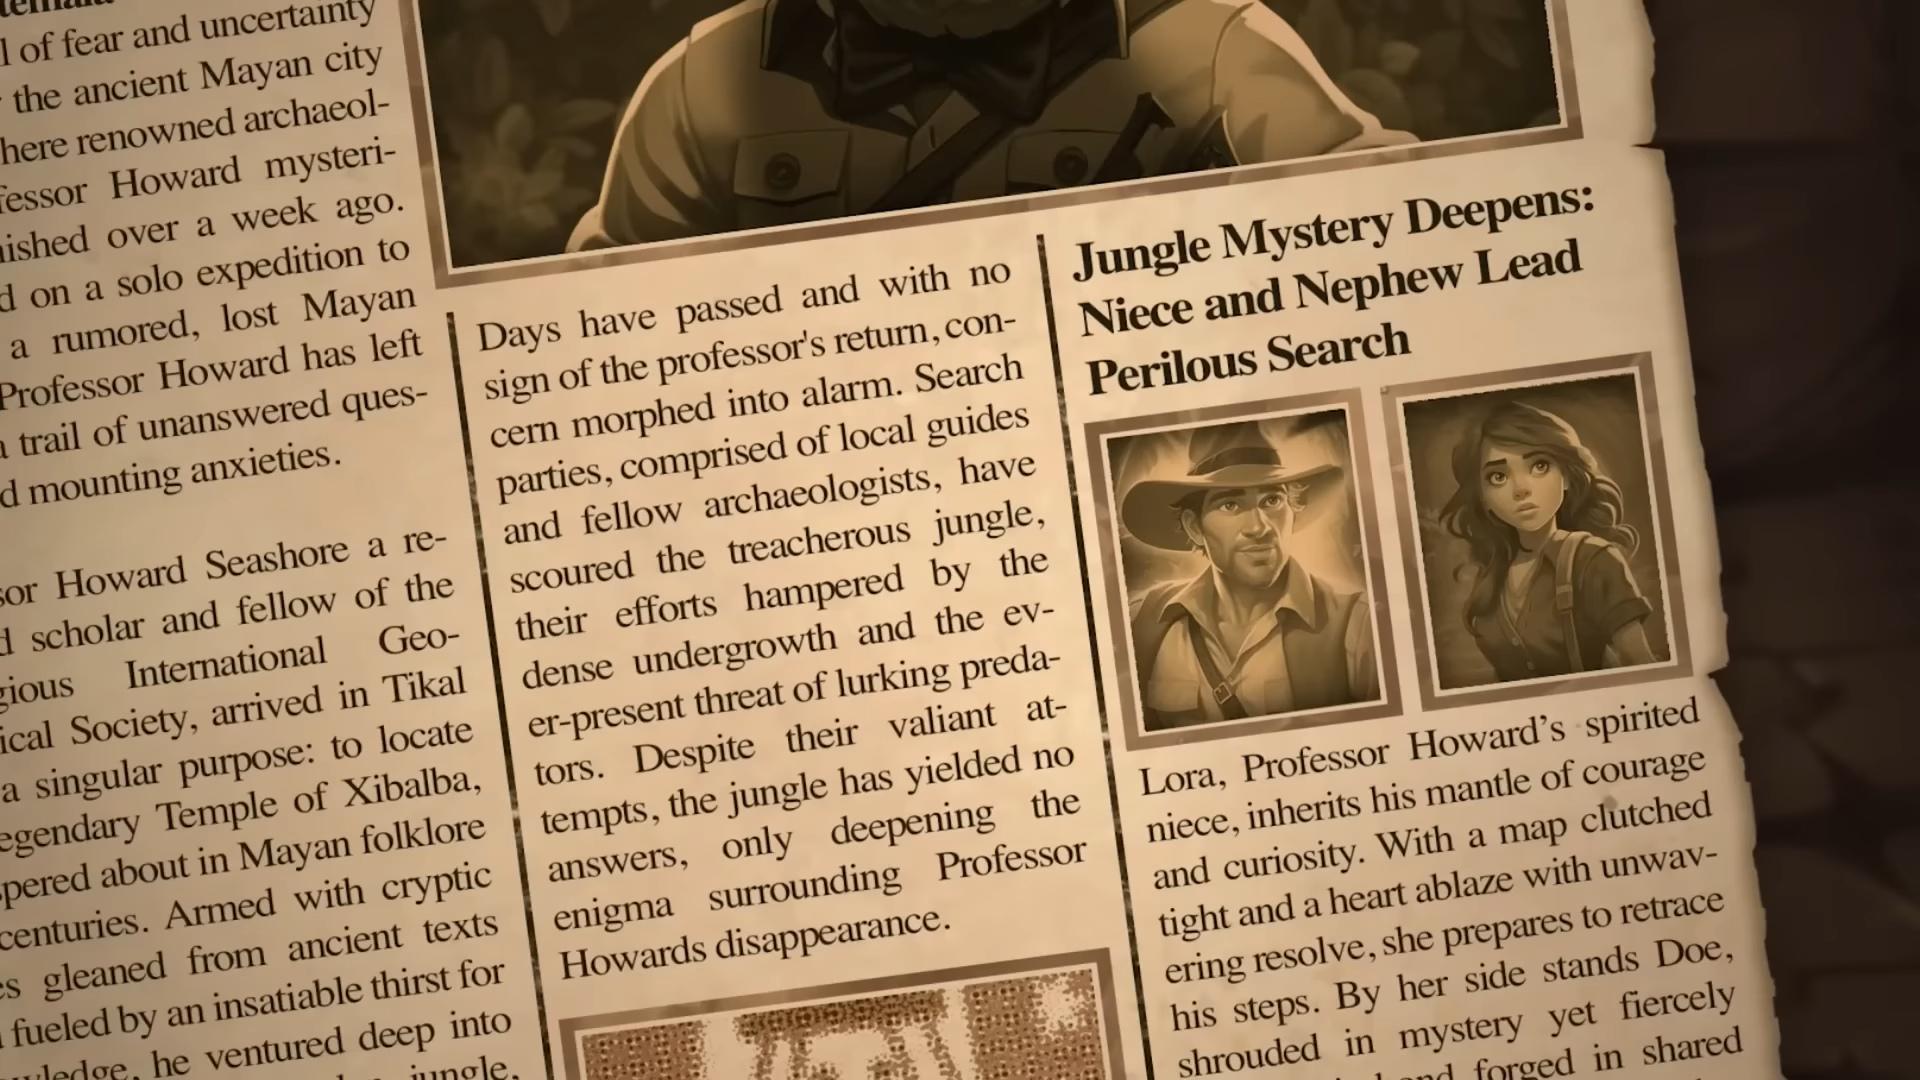 l of fear and uncertainty
the ancient Mayan city
here renowned archaeol-
fessor Howard mysteri-
nished over a week ago.
d on a solo expedition to
a rumored, lost Mayan
Professor Howard has left
a trail of unanswered ques-
d mounting anxieties.
sor Howard Seashore a re-
d scholar and fellow of the
gious International Geo-
ical Society, arrived in Tikal
a singular purpose: to locate
egendary Temple of Xibalba,
spered about in Mayan folklore
centuries. Armed with cryptic
es gleaned from ancient texts
fueled by an insatiable thirst for
wledge, he ventured deep into
jungle,
Days have passed and with no
sign of the professor's return, con-
cern morphed into alarm. Search
parties, comprised of local guides
and fellow archaeologists, have
scoured the treacherous jungle,
their efforts hampered by the
dense undergrowth and the ev-
er-present threat of lurking preda-
tors. Despite their valiant at-
tempts, the jungle has yielded no
answers, only deepening the
enigma surrounding Professor
Howards disappearance.
Jungle Mystery Deepens:
Niece and Nephew Lead
Perilous Search
Lora, Professor Howard’s spirited
niece, inherits his mantle of courage
and curiosity. With a map clutched
tight and a heart ablaze with unwav-
ering resolve, she prepares to retrace
his steps. By her side stands Doe,
shrouded in mystery yet fiercely
forged in shared